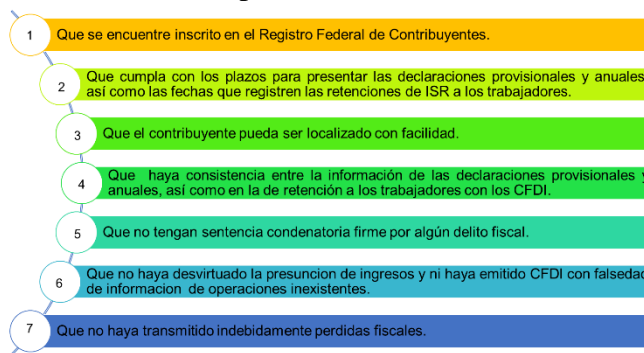 1 Que se encuentre inscrito en el Registro Federal de Contribuyentes.
2 Que cumpla con los plazos para presentar las declaraciones provisionales y anuales
así como las fechas que registren las retenciones de ISR a los trabajadores.
3 Que el contribuyente pueda ser localizado con facilidad.
4 Que haya consistencia entre la información de las declaraciones provisionales y
anuales, así como en la de retención a los trabajadores con los CFDI.
5 Que no tengan sentencia condenatoria firme por algún delito fiscal.
6 Que no haya desvirtuado la presuncion de ingresos y ni haya emitido CFDI con falsedad
de informacion de operaciones inexistentes.
7 Que no haya transmitido indebidamente perdidas fiscales.